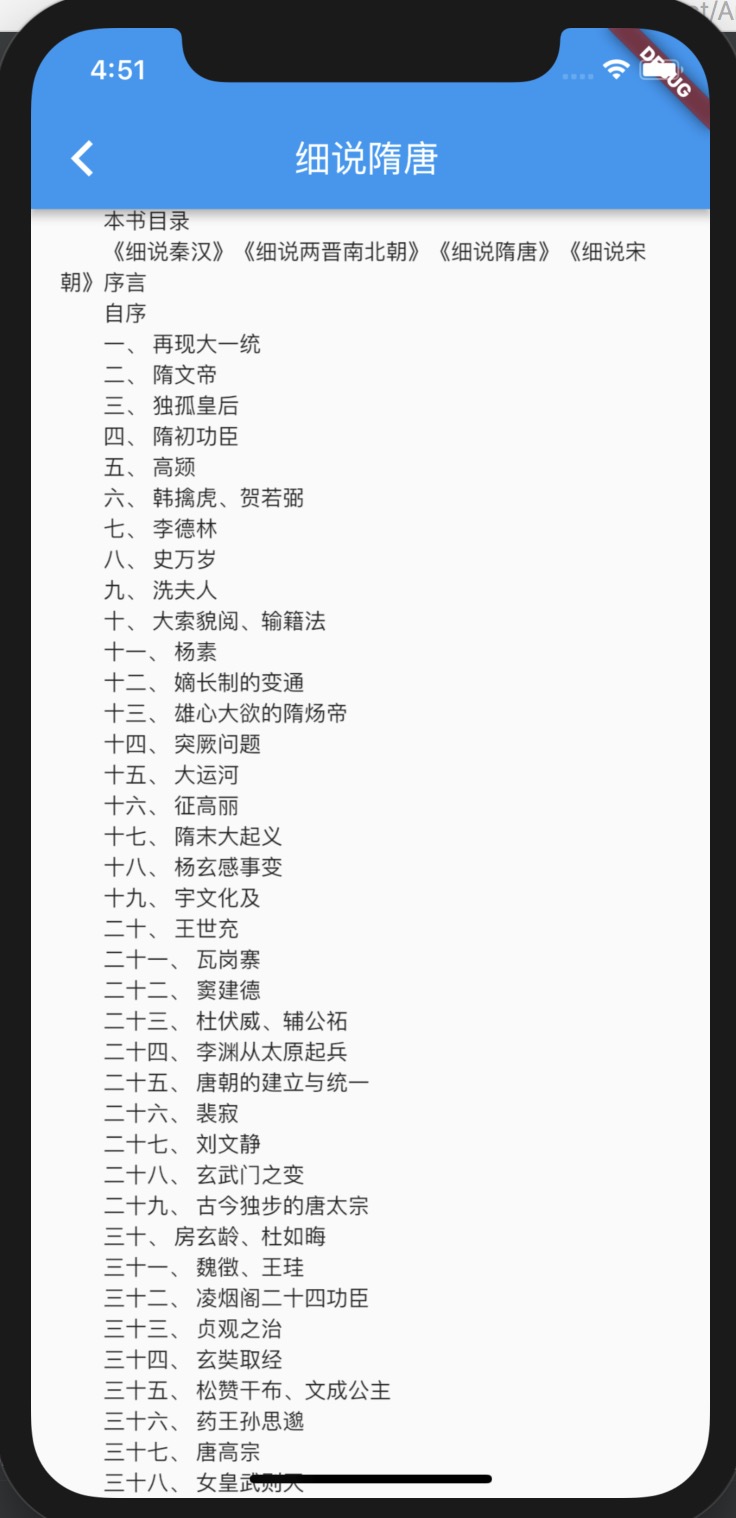 et/A
4:51
DEBUG
细说隋唐
本书目录
《细说秦汉》《细说两晋南北朝》《细说隋唐》《细说宋
朝》序言
自序
一、 再现大一统
二、 隋文帝
三、 独孤皇后
四、 隋初功臣
五、 高颎
六、 韩擒虎、贺若弼
七、 李德林
八、 史万岁
九、 洗夫人
十、 大索貌阅、输籍法
十一、 杨素
十二、 嫡长制的变通
十三、 雄心大欲的隋炀帝
十四、 突厥问题
十五、 大运河
十六、 征高丽
十七、 隋末大起义
十八、 杨玄感事变
十九、 宇文化及
二十、 王世充
二十一、 瓦岗寨
二十二、 窦建德
二十三、 杜伏威、辅公祏
二十四、 李渊从太原起兵
二十五、 唐朝的建立与统一
二十六、 裴寂
二十七、 刘文静
二十八、 玄武门之变
二十九、 古今独步的唐太宗
三十、 房玄龄、杜如晦
三十一、 魏徵、王珪
三十二、 凌烟阁二十四功臣
三十三、 贞观之治
三十四、 玄奘取经
三十五、 松赞干布、文成公主
三十六、 药王孙思邈
三十七、 唐高宗
三十八、 女皇武则天